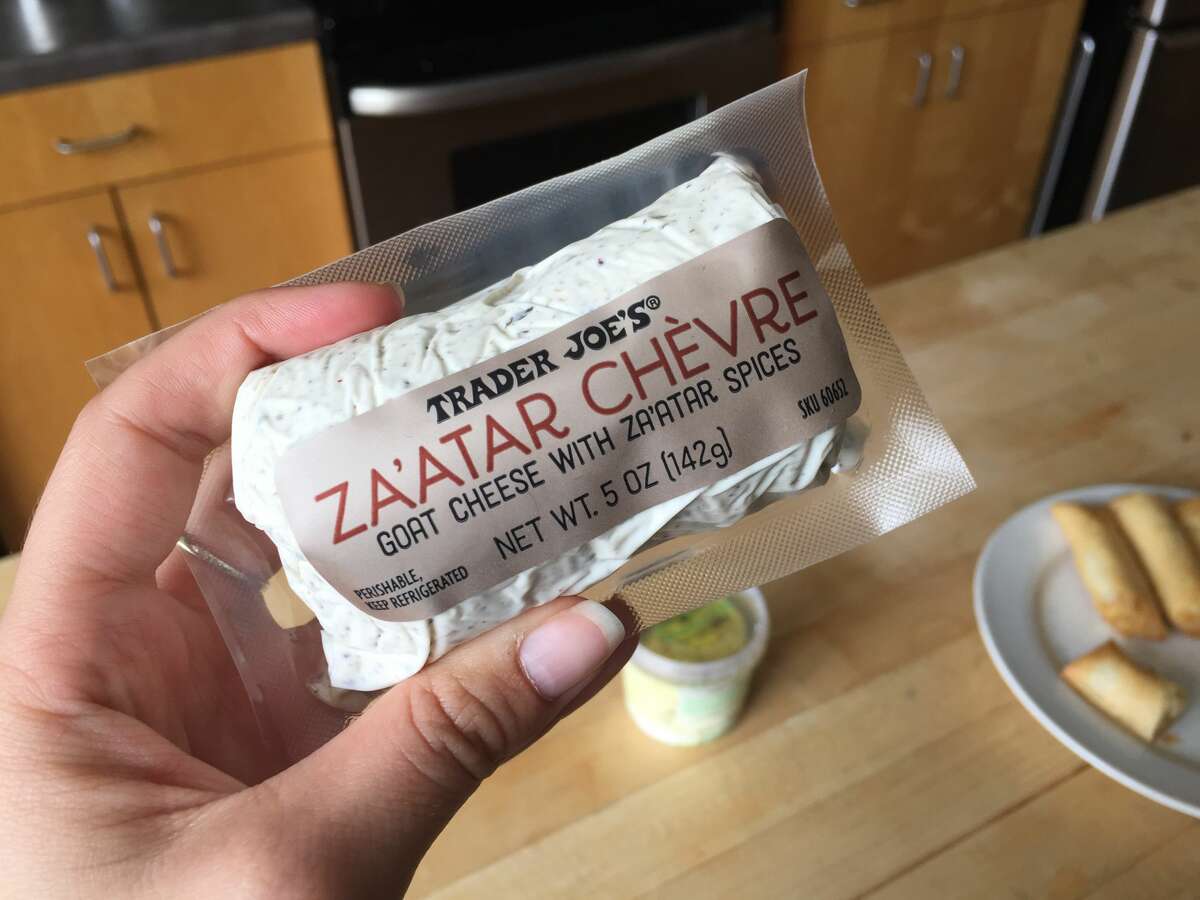 TRADER JOE'S®
ZA'ATAR CHÈVRE
GOAT CHEESE WITH ZA'ATAR SPICES
NET WT. 5 OZ (142g)
SKU 60652
PERISHABLE,
KEEP REFRIGERATED